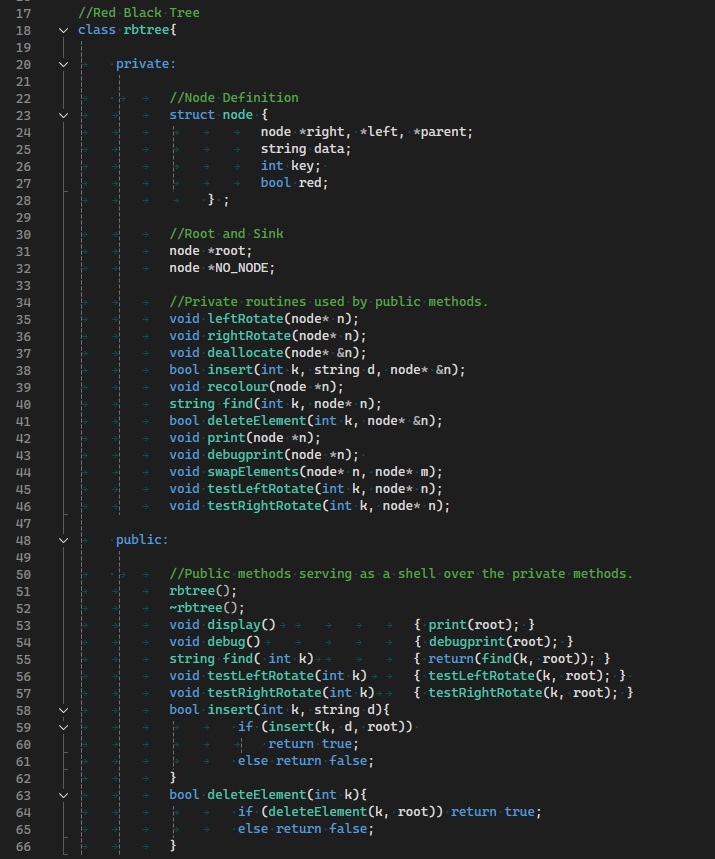 17 //Red Black Tree
18 class rbtree{
19
20 private:
21
22 //Node Definition
23 struct node {
24 node *right, *left, *parent;
25 string data;
26 int key;
27 bool red;
28 } ;
29
30 //Root and Sink
31 node *root;
32 node *NO_NODE;
33
34 //Private routines used by public methods.
35 void leftRotate(node* n);
36 void rightRotate(node* n);
37 void deallocate(node* &n);
38 bool insert(int k, string d, node* &n);
39 void recolour(node *n);
40 string find(int k, node* n);
41 bool deleteElement(int k, node* &n);
42 void print(node *n);
43 void debugprint(node *n);
44 void swapElements(node* n, node* m);
45 void testLeftRotate(int k, node* n);
46 void testRightRotate(int k, node* n);
47
48 public:
49
50 //Public methods serving as a shell over the private methods.
51 rbtree();
52 ~rbtree();
53 void display() { print(root); }
54 void debug() { debugprint(root); }
55 string find( int k) { return(find(k, root)); }
56 void testLeftRotate(int k) { testLeftRotate(k, root); }
57 void testRightRotate(int k) { testRightRotate(k, root); }
58 bool insert(int k, string d){
59 if (insert(k, d, root))
60 return true;
61 else return false;
62 }
63 bool deleteElement(int k){
64 if (deleteElement(k, root)) return true;
65 else return false;
66 }